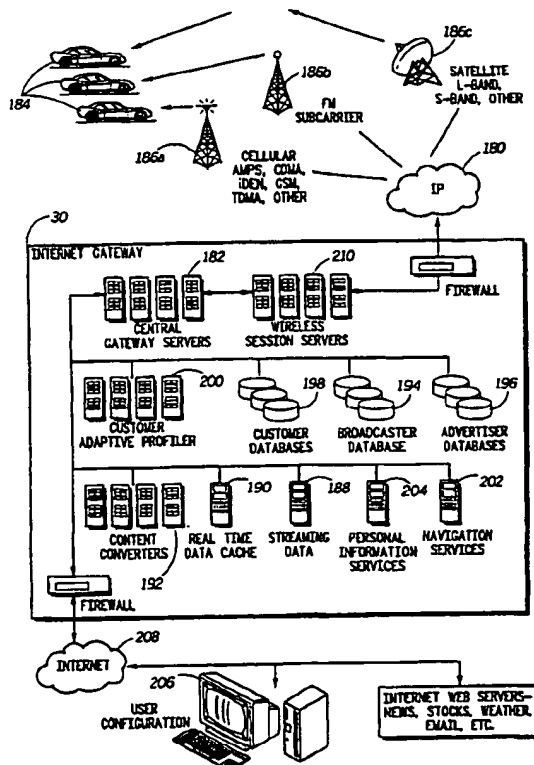 186c
SATELLITE
L-BAND,
S-BAND, OTHER
186b
FM
SUBCARRIER
184
186a
CELLULAR
AMPS, CDMA,
iDEN, GSM,
TDMA, OTHER
180
IP
30
INTERNET GATEWAY
182
210
FIREWALL
CENTRAL
GATEWAY SERVERS
WIRELESS
SESSION SERVERS
200
198
194
196
CUSTOMER
ADAPTIVE PROFILER
CUSTOMER
DATABASES
BROADCASTER
DATABASE
ADVERTISER
DATABASES
190
188
204
202
CONTENT
CONVERTERS
192
REAL TIME
DATA CACHE
STREAMING
DATA
PERSONAL
INFORMATION
SERVICES
NAVIGATION
SERVICES
FIREWALL
208
INTERNET
206
USER
CONFIGURATION
INTERNET WEB SERVERS-
NEWS, STOCKS, WEATHER,
EMAIL, ETC.